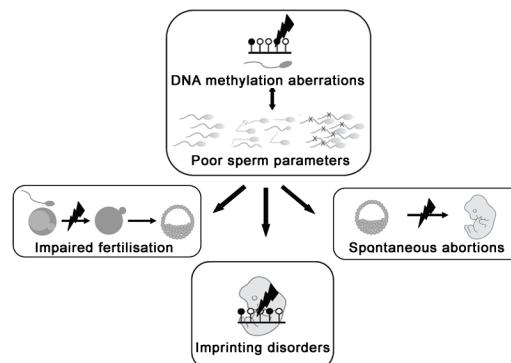 DNA methylation aberrations
Poor sperm parameters
Impaired fertilisation
Spontaneous abortions
Imprinting disorders